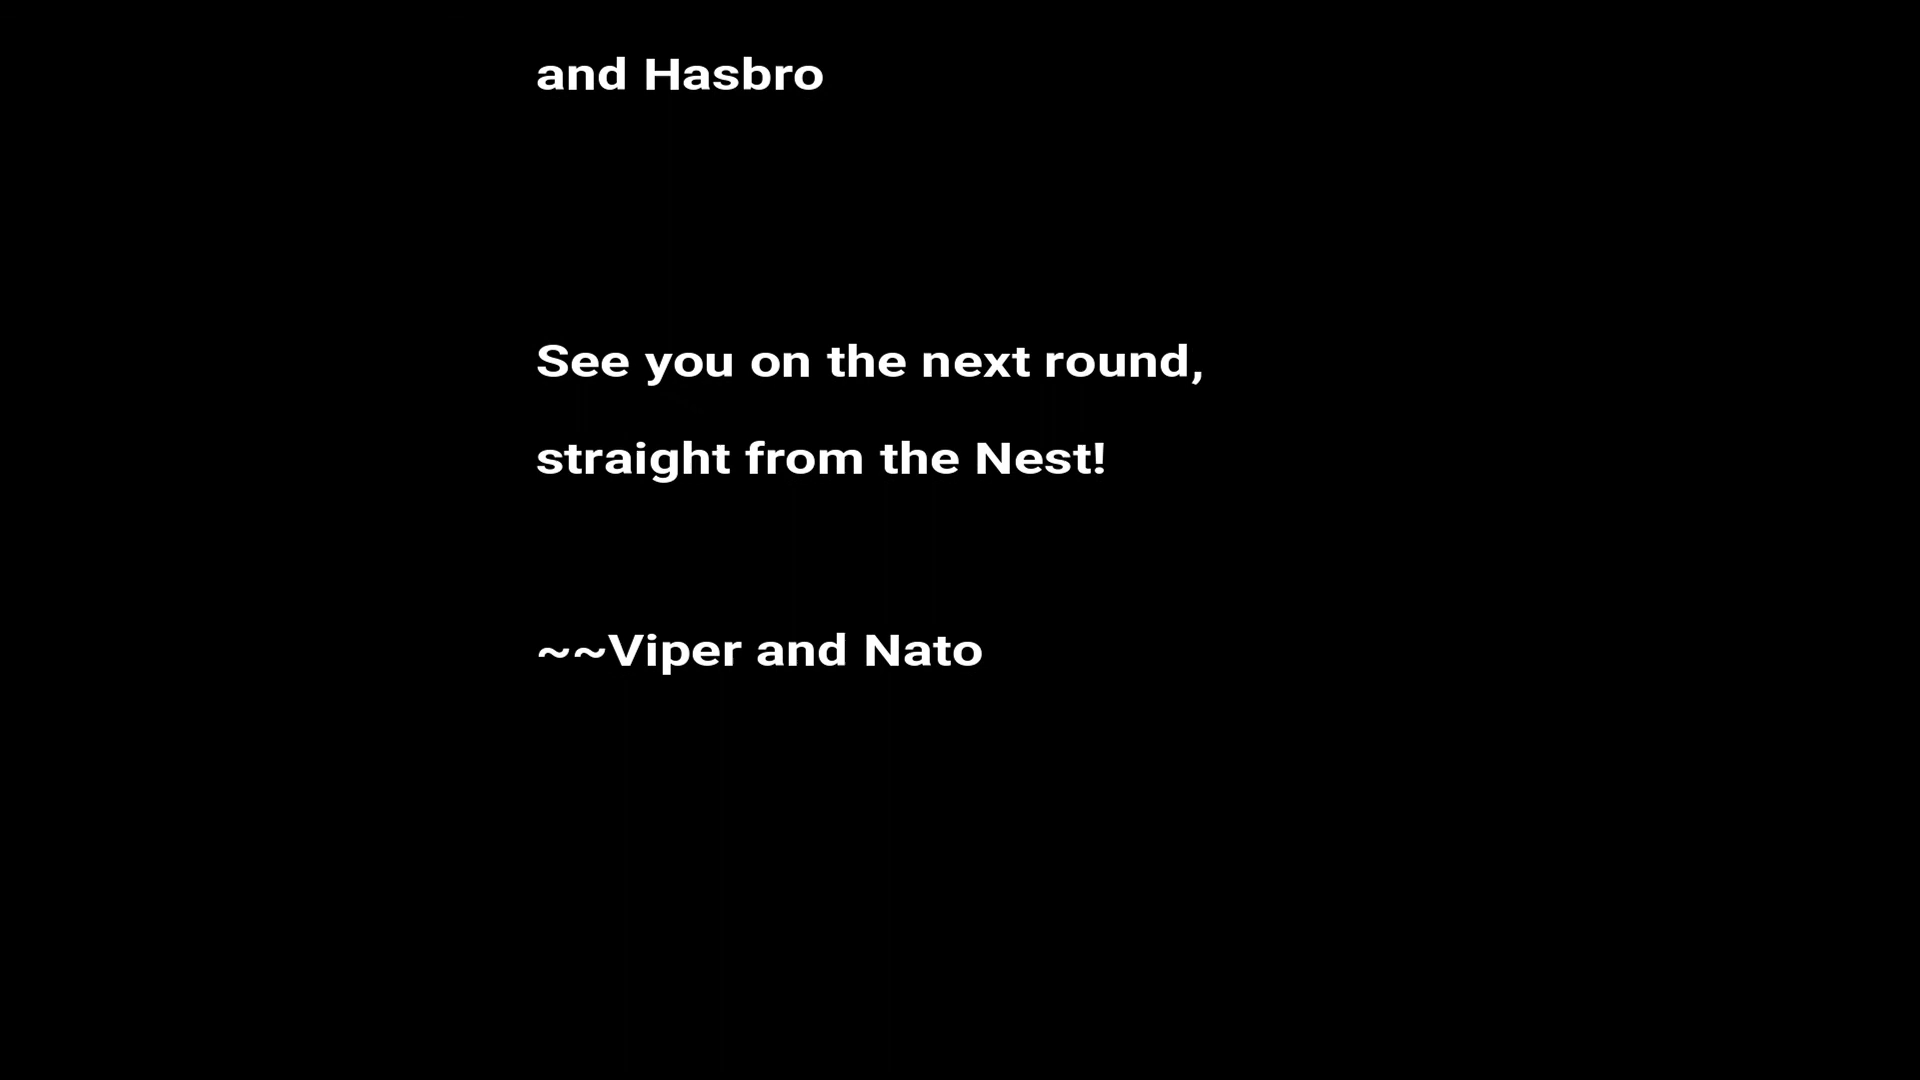 and Hasbro
See you on the next round,
straight from the Nest!
~~Viper and Nato